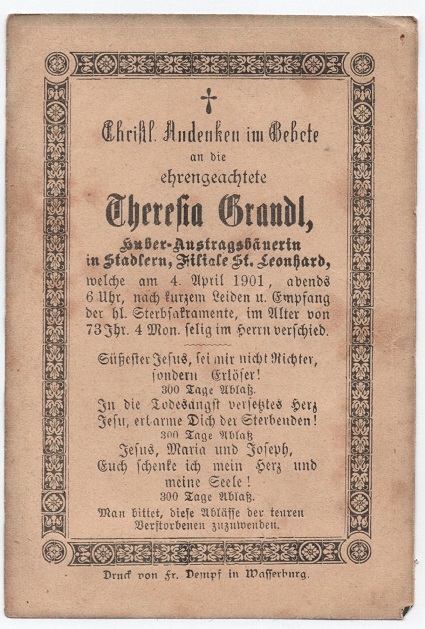 †
Christl. Andenken im Gebete
an die
ehrengeachtete
Theresia Grandl,
Huber-Austragsbäuerin
in Stadlern, Filiale St. Leonhard,
welche am 4. April 1901, abends
6 Uhr, nach kurzem Leiden u. Empfang
der hl. Sterbsakramente, im Alter von
73 Jhr. 4 Mon. selig im Herrn verschied.
Süßester Jesus, sei mir nicht Richter,
sondern Erlöser!
300 Tage Ablaß.
In die Todesangst versetztes Herz
Jesu, erbarme Dich der Sterbenden!
300 Tage Ablaß
Jesus, Maria und Joseph,
Euch schenke ich mein Herz und
meine Seele!
300 Tage Ablaß.
Man bittet, diese Ablässe der teuren
Verstorbenen zuzuwenden.
Druck von Fr. Dempf in Wasserburg.